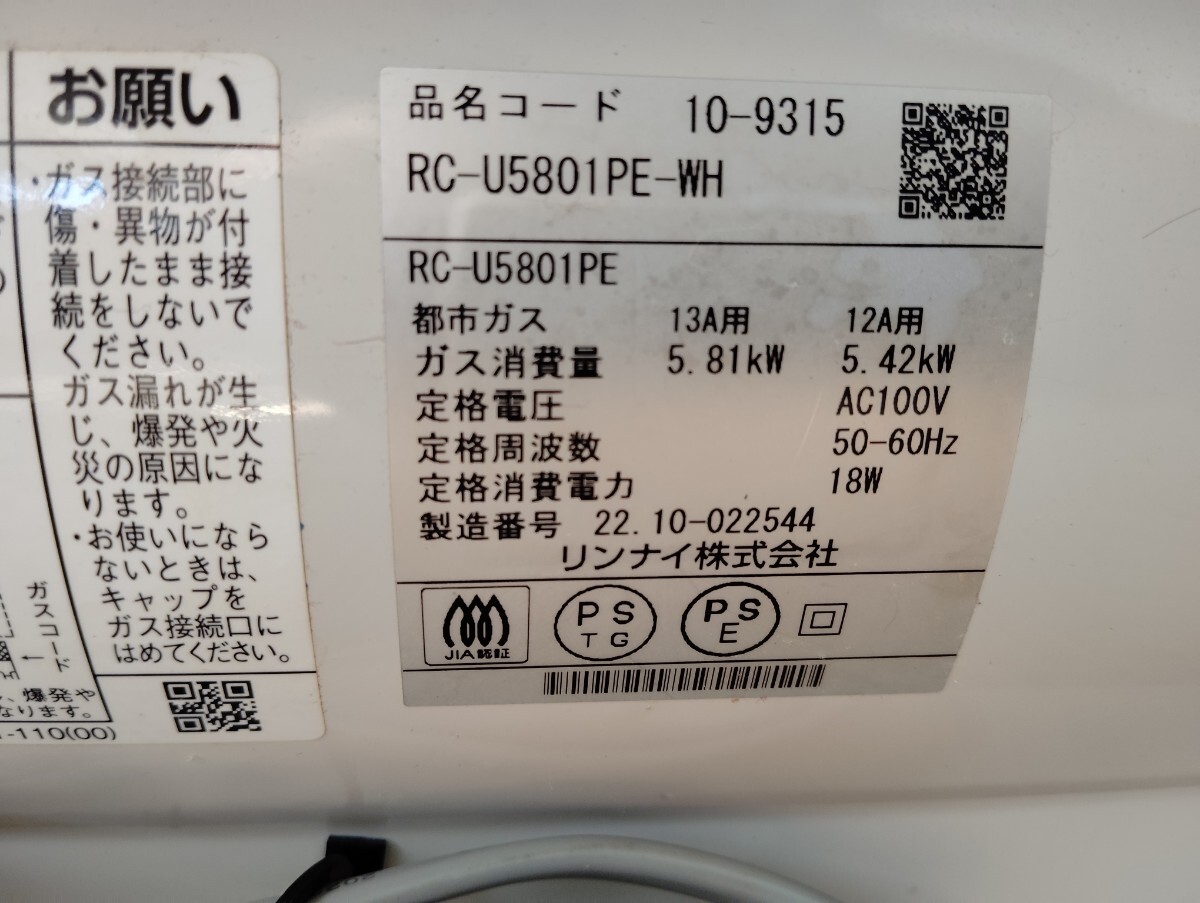 お願い
・ガス接続部に
傷・異物が付
着したまま接
続をしないで
ください。
ガス漏れが生
じ、爆発や火
災の原因にな
ります。
・お使いになら
ないときは、
キャップを
ガス接続口に
はめてください。
ガスコード
爆発や
なります。
-110(00)
品名コード 10-9315
RC-U5801PE-WH
RC-U5801PE
都市ガス 13A用 12A用
ガス消費量 5.81kW 5.42kW
定格電圧 AC100V
定格周波数 50-60Hz
定格消費電力 18W
製造番号 22.10-022544
リンナイ株式会社
JIA認証
PS
TG
PS
E